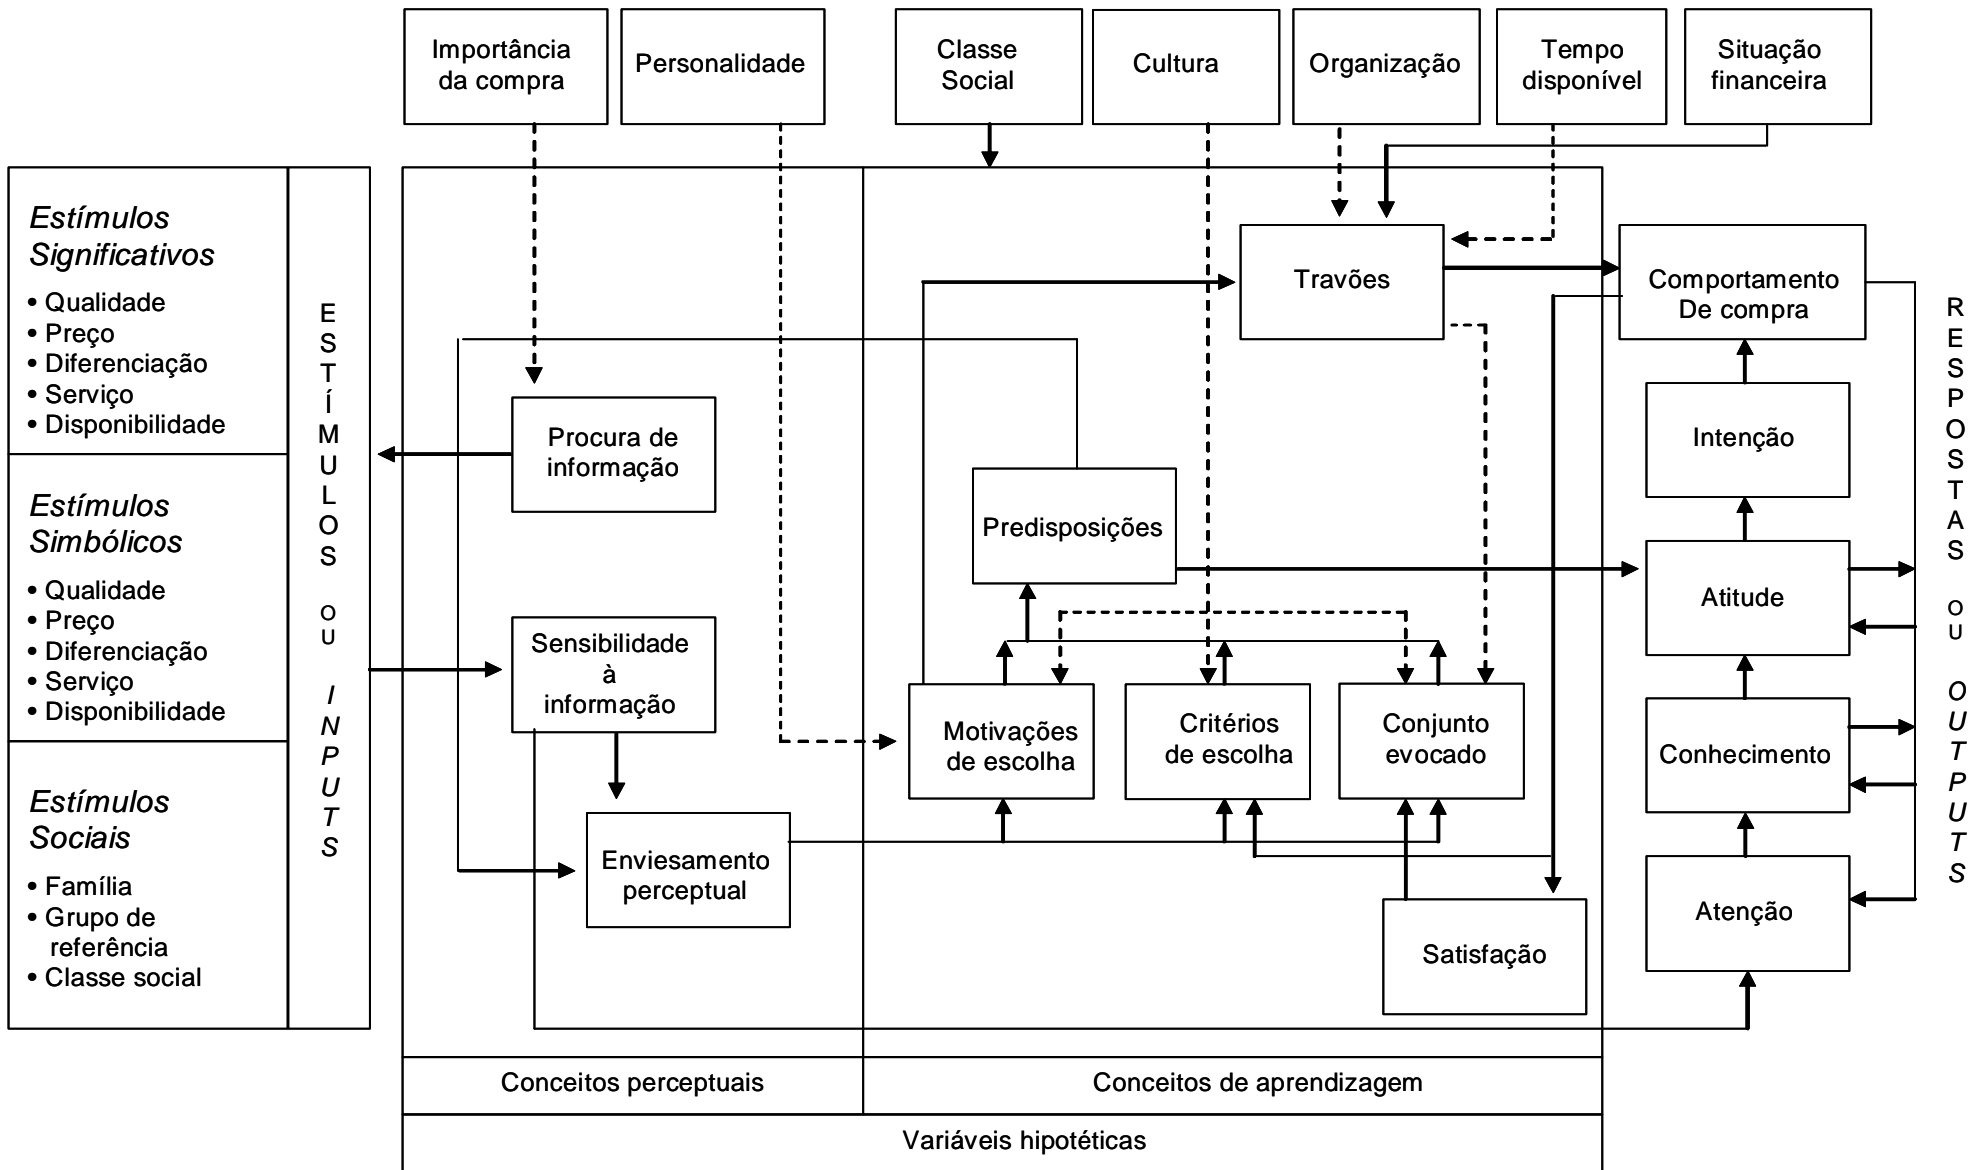 Importância
da compra
Personalidade
Classe
Social
Cultura
Organização
Tempo
disponível
Situação
financeira
Estímulos
Significativos
• Qualidade
• Preço
• Diferenciação
• Serviço
• Disponibilidade
Estímulos
Simbólicos
• Qualidade
• Preço
• Diferenciação
• Serviço
• Disponibilidade
Estímulos
Sociais
• Família
• Grupo de
referência
• Classe social
ESTÍMULOS OU INPUTS
Procura de
informação
Sensibilidade
à
informação
Enviesamento
perceptual
Travões
Predisposições
Motivações
de escolha
Critérios
de escolha
Conjunto
evocado
Satisfação
Comportamento
De compra
Intenção
Atitude
Conhecimento
Atenção
RESPOSTAS OU OUTPUTS
Conceitos perceptuais
Conceitos de aprendizagem
Variáveis hipotéticas